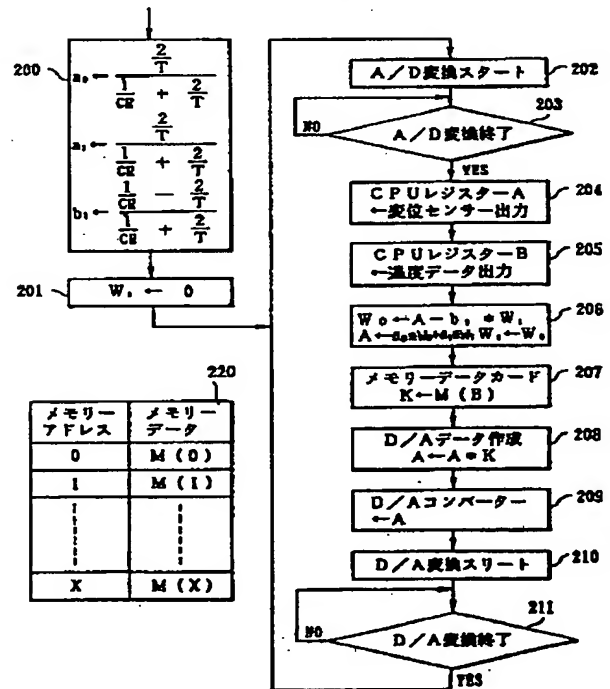 200
a₀ ← (2/T) / (1/CR + 2/T)
a₁ ← (2/T) / (1/CR + 2/T)
b₁ ← (1/CR − 2/T) / (1/CR + 2/T)
201
W₁ ← 0
220
メモリーアドレス メモリーデータ
0 M(0)
1 M(I)
X M(X)
A/D変換スタート
202
203
NO
A/D変換終了
YES
CPUレジスターA
←変位センサー出力
204
CPUレジスターB
←温度データ出力
205
W₀←A−b₁*W₁
W₁←W₀
206
メモリーデータカード
K←M(B)
207
D/Aデータ作成
A←A*K
208
D/Aコンバーター
←A
209
D/A変換スリート
210
211
NO
D/A変換終了
YES